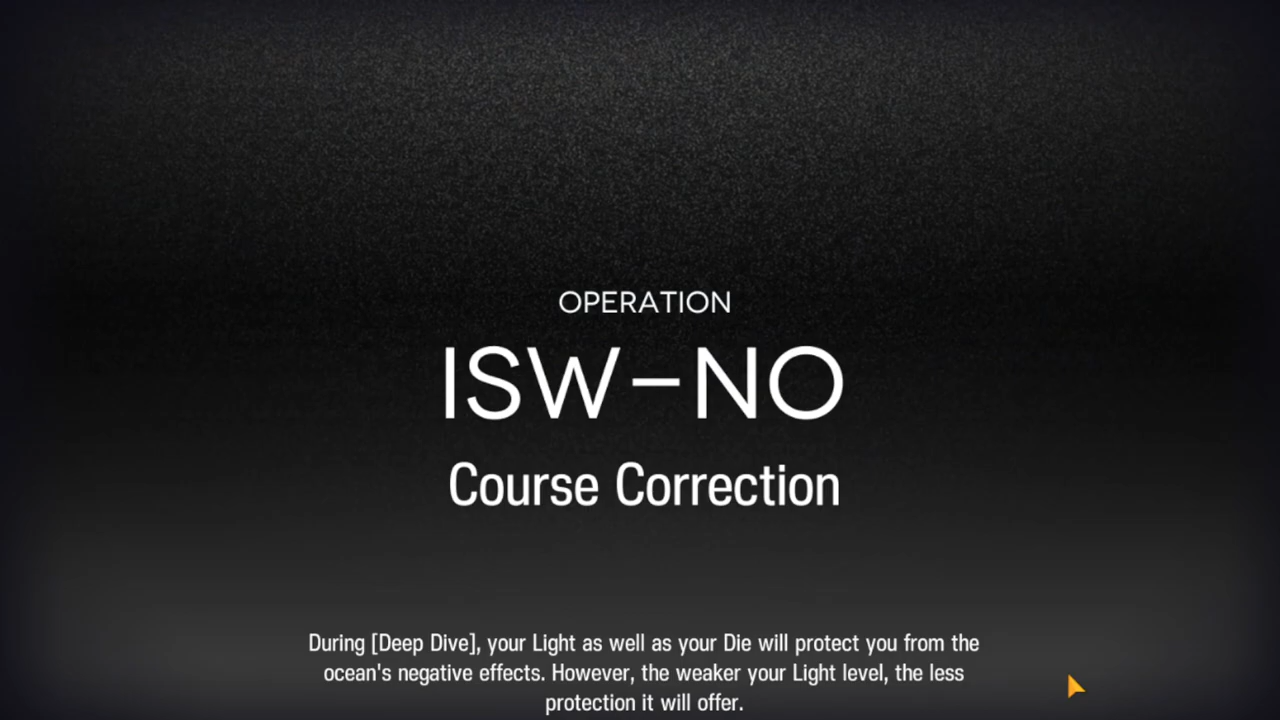 OPERATION
ISW-NO
Course Correction
During [Deep Dive], your Light as well as your Die will protect you from the
ocean's negative effects. However, the weaker your Light level, the less
protection it will offer.